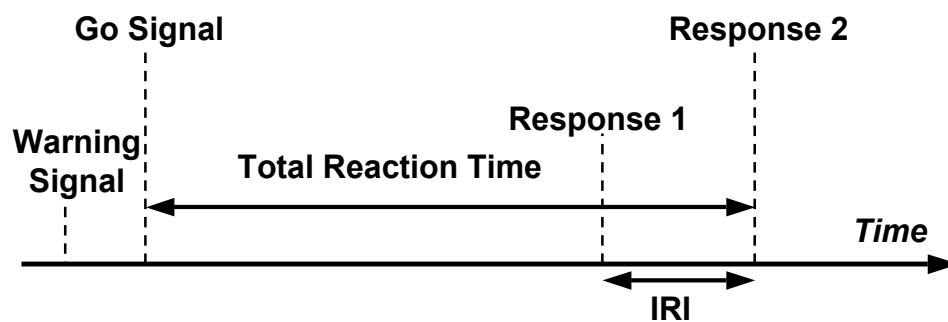 Go Signal
Response 2
Response 1
Warning
Signal
Total Reaction Time
Time
IRI